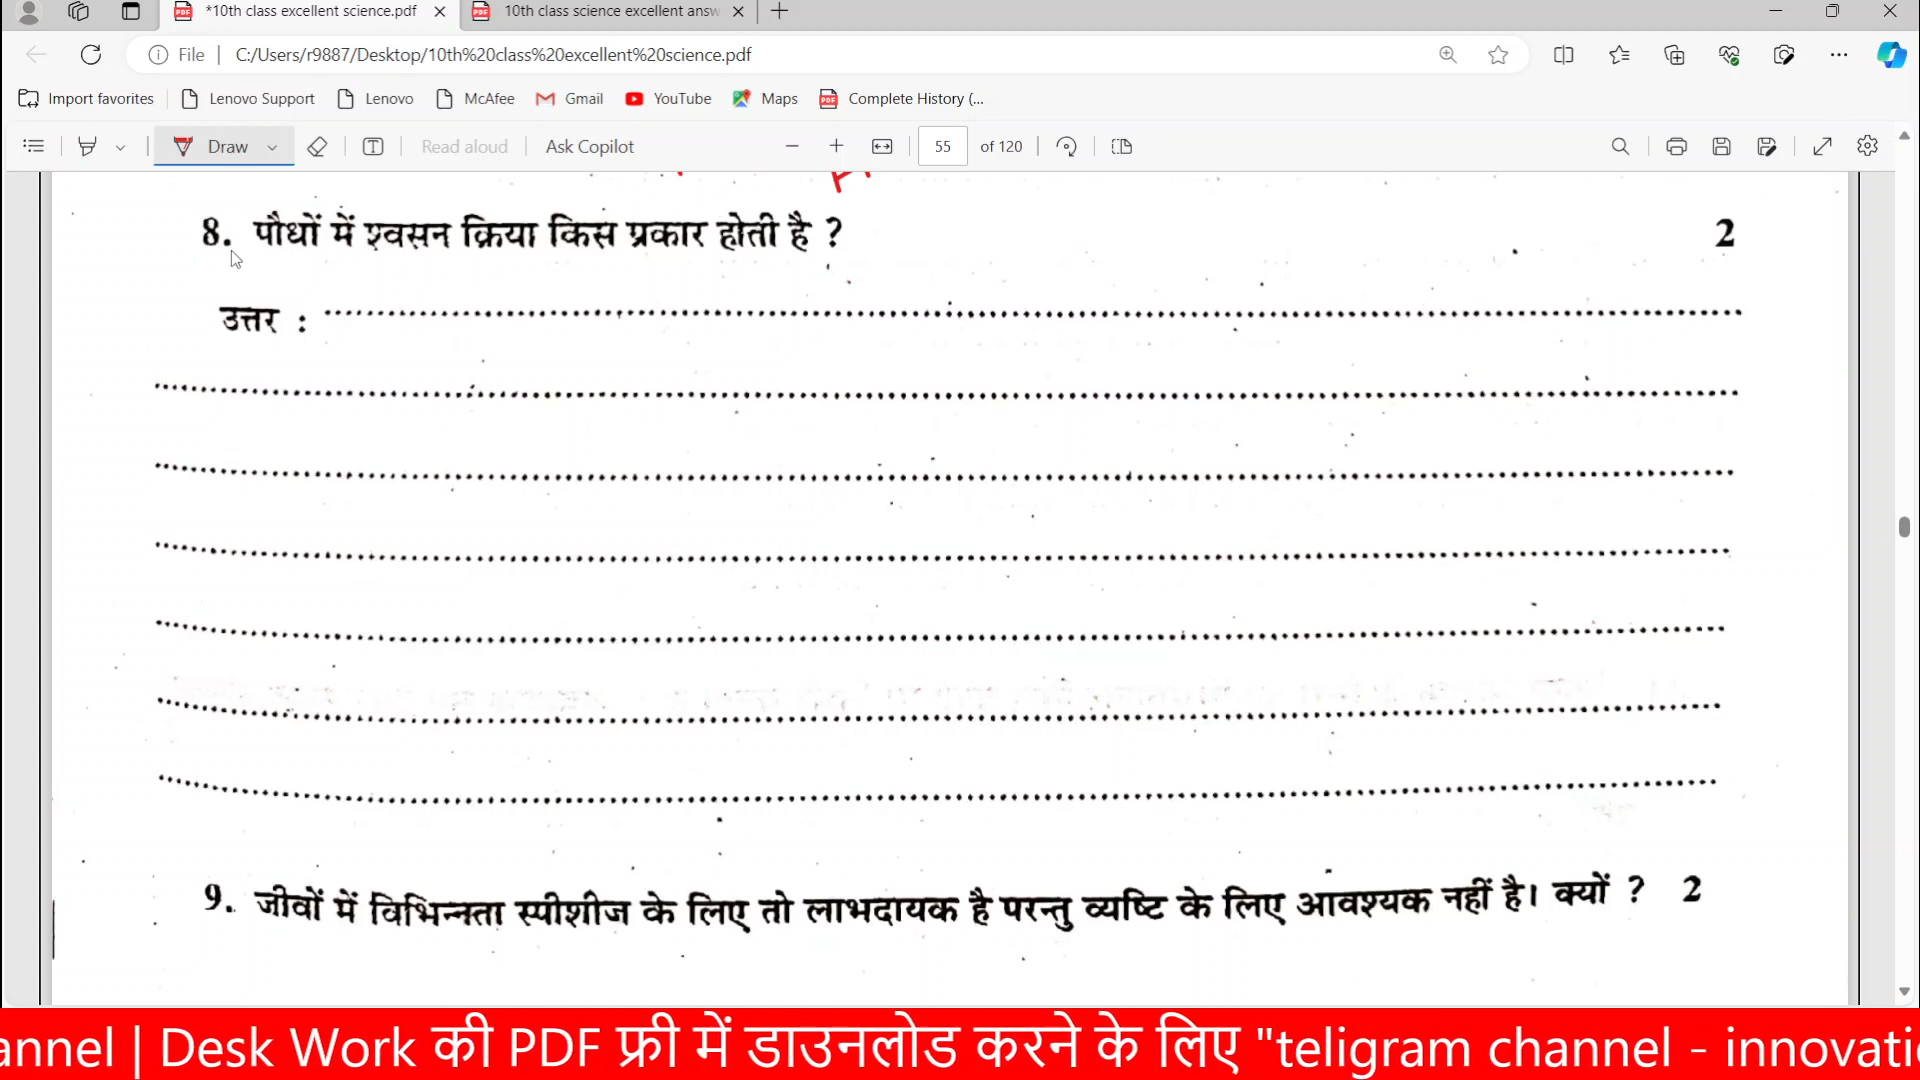 *10th class excellent science.pdf
10th class science excellent answ
File
C:/Users/r9887/Desktop/10th%20class%20excellent%20science.pdf
Import favorites
Lenovo Support
Lenovo
McAfee
Gmail
YouTube
Maps
Complete History (...
Draw
Read aloud
Ask Copilot
55 of 120
8. पौधों में श्वसन क्रिया किस प्रकार होती है ? 2
उत्तर :
9. जीवों में विभिन्नता स्पीशीज के लिए तो लाभदायक है परन्तु व्यष्टि के लिए आवश्यक नहीं है। क्यों ? 2
annel | Desk Work की PDF फ्री में डाउनलोड करने के लिए "teligram channel - innovati